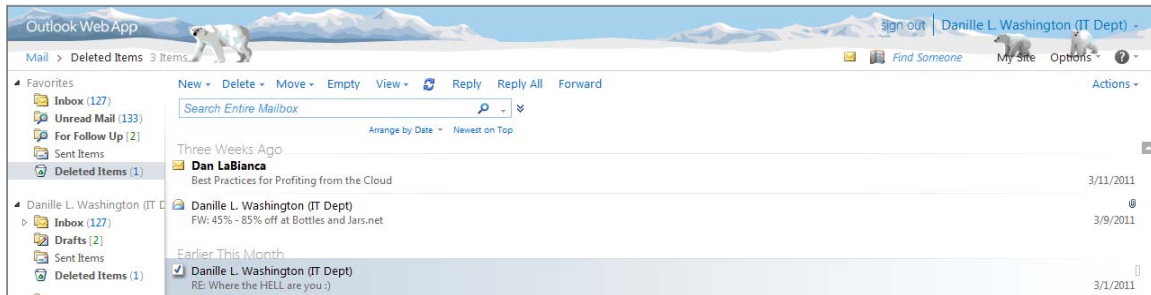 Outlook Web App
sign out | Danille L. Washington (IT Dept)
Mail > Deleted Items 3 Items
Find Someone
My Site Options ?
Favorites
Inbox (127)
Unread Mail (133)
For Follow Up [2]
Sent Items
Deleted Items (1)
Danille L. Washington (IT D
Inbox (127)
Drafts [2]
Sent Items
Deleted Items (1)
New Delete Move Empty View Reply Reply All Forward
Actions
Search Entire Mailbox
Arrange by Date Newest on Top
Three Weeks Ago
Dan LaBianca
Best Practices for Profiting from the Cloud 3/11/2011
Danille L. Washington (IT Dept)
FW: 45% - 85% off at Bottles and Jars.net 3/9/2011
Earlier This Month
Danille L. Washington (IT Dept)
RE: Where the HELL are you :) 3/1/2011